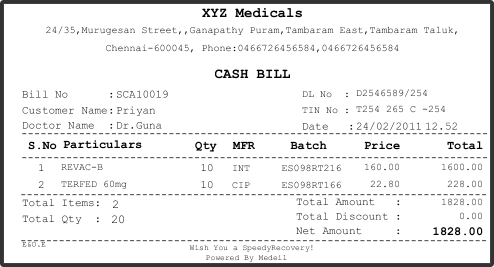 XYZ Medicals
24/35,Murugesan Street,,Ganapathy Puram,Tambaram East,Tambaram Taluk,
Chennai-600045, Phone:0466726456584,0466726456584
CASH BILL
Bill No :SCA10019 DL No : D2546589/254
Customer Name:Priyan TIN No : T254 265 C -254
Doctor Name :Dr.Guna Date :24/02/2011 12.52
S.No Particulars Qty MFR Batch Price Total
1 REVAC-B 10 INT ES098RT216 160.00 1600.00
2 TERFED 60mg 10 CIP ES098RT166 22.80 228.00
Total Items: 2 Total Amount : 1828.00
Total Qty : 20 Total Discount : 0.00
Net Amount : 1828.00
E&O.E
Wish You a SpeedyRecovery!
Powered By Medeil